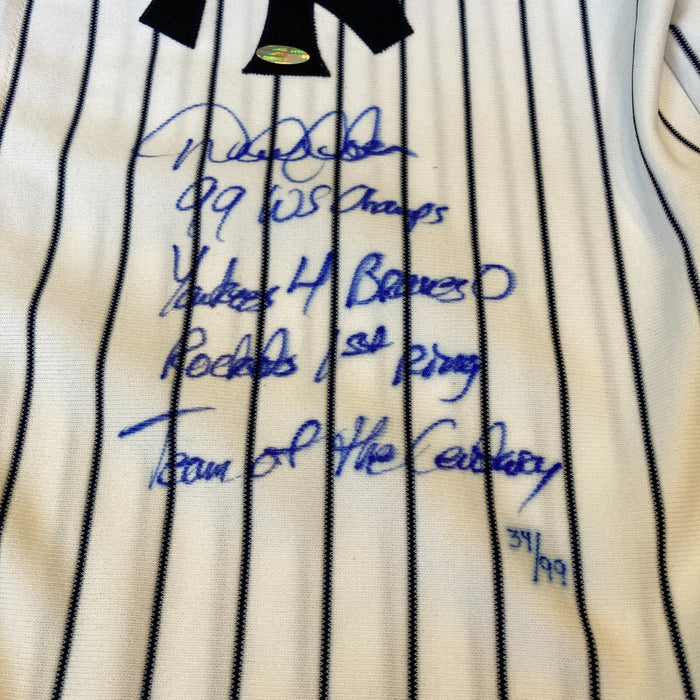 99 WS Champs
Yankees 4 Braves 0
Rockets 1st Ring
Team of the Century
34/99